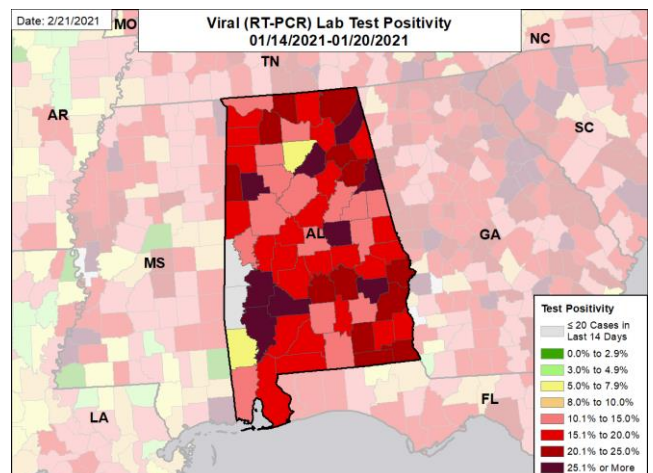 Date: 2/21/2021
Viral (RT-PCR) Lab Test Positivity
01/14/2021-01/20/2021
MO
TN
NC
AR
SC
MS
AL
GA
LA
FL
Test Positivity
≤ 20 Cases in
Last 14 Days
0.0% to 2.9%
3.0% to 4.9%
5.0% to 7.9%
8.0% to 10.0%
10.1% to 15.0%
15.1% to 20.0%
20.1% to 25.0%
25.1% or More